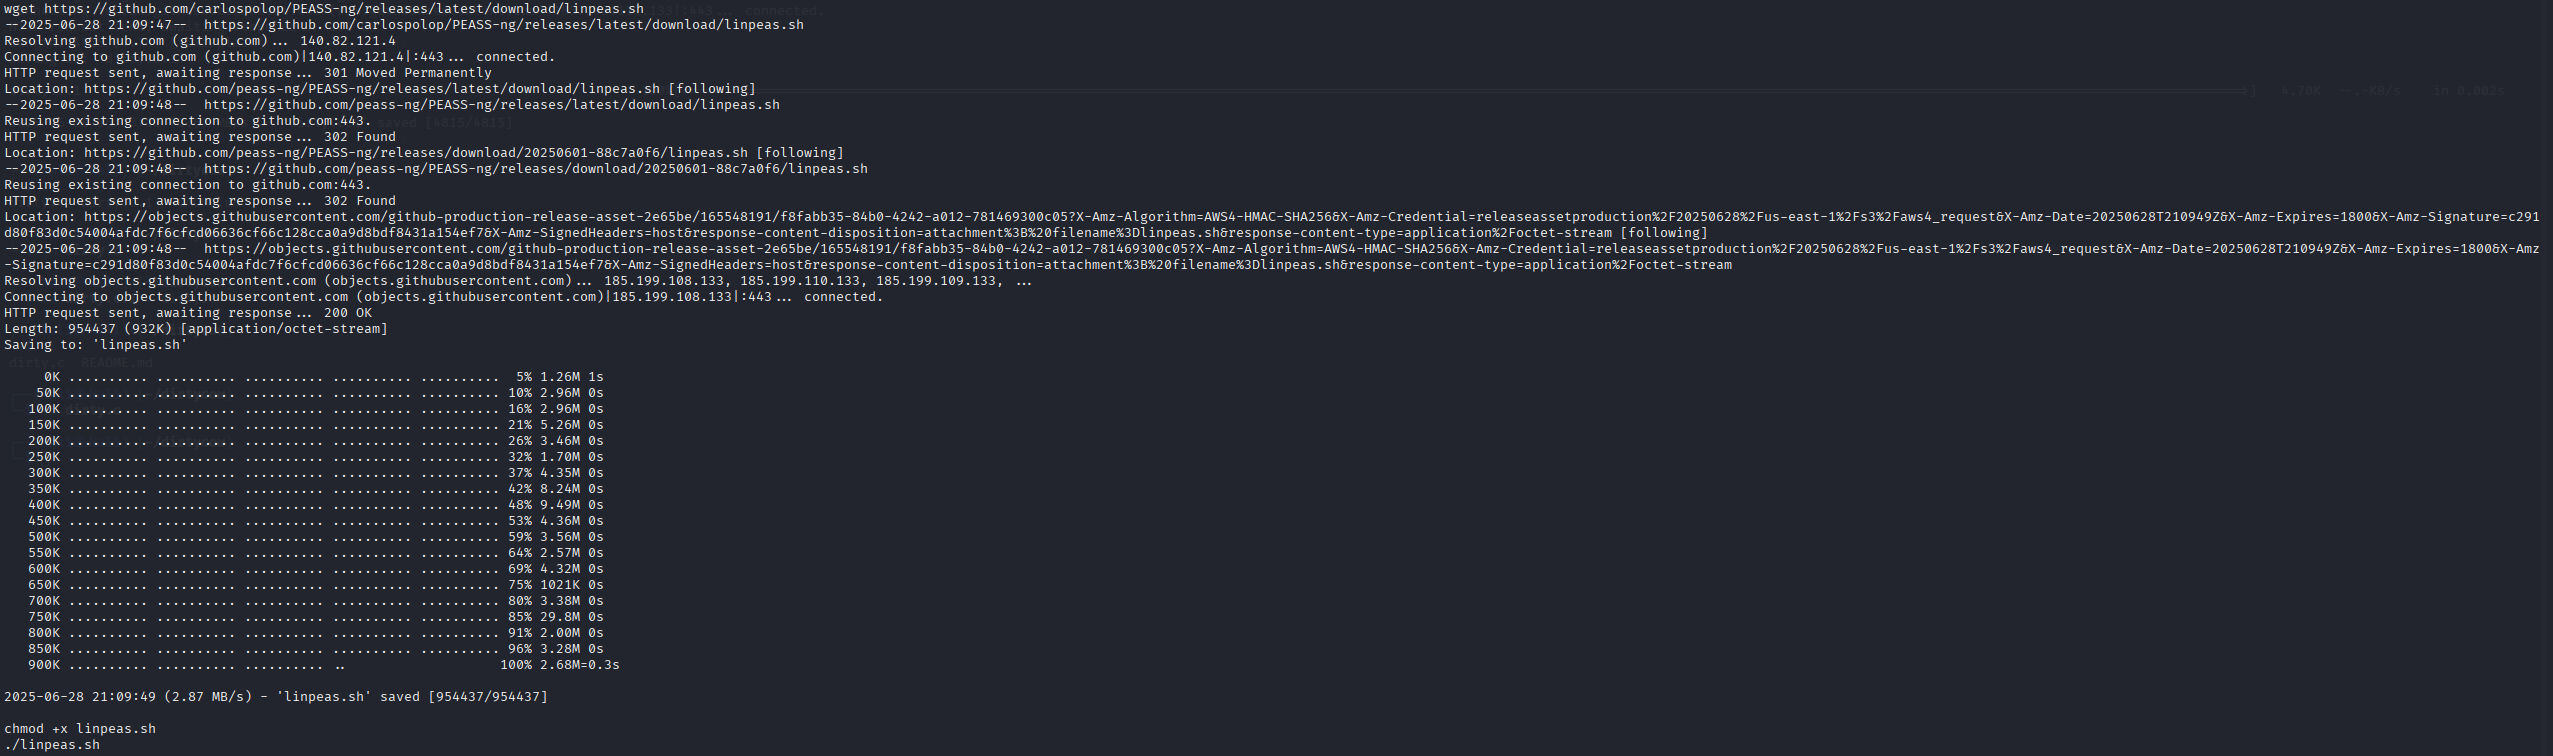 wget https://github.com/carlospolop/PEASS-ng/releases/latest/download/linpeas.sh
--2025-06-28 21:09:47--  https://github.com/carlospolop/PEASS-ng/releases/latest/download/linpeas.sh
Resolving github.com (github.com)... 140.82.121.4
Connecting to github.com (github.com)|140.82.121.4|:443... connected.
HTTP request sent, awaiting response... 301 Moved Permanently
Location: https://github.com/peass-ng/PEASS-ng/releases/latest/download/linpeas.sh [following]
--2025-06-28 21:09:48--  https://github.com/peass-ng/PEASS-ng/releases/latest/download/linpeas.sh
Reusing existing connection to github.com:443.
HTTP request sent, awaiting response... 302 Found
Location: https://github.com/peass-ng/PEASS-ng/releases/download/20250601-88c7a0f6/linpeas.sh [following]
--2025-06-28 21:09:48--  https://github.com/peass-ng/PEASS-ng/releases/download/20250601-88c7a0f6/linpeas.sh
Reusing existing connection to github.com:443.
HTTP request sent, awaiting response... 302 Found
Location: https://objects.githubusercontent.com/github-production-release-asset-2e65be/165548191/f8fabb35-84b0-4242-a012-781469300c05?X-Amz-Algorithm=AWS4-HMAC-SHA256&X-Amz-Credential=releaseassetproduction%2F20250628%2Fus-east-1%2Fs3%2Faws4_request&X-Amz-Date=20250628T210949Z&X-Amz-Expires=1800&X-Amz-Signature=c291
d80f83d0c54004afdc7f6cfcd06636cf66c128cca0a9d8bdf8431a154ef7&X-Amz-SignedHeaders=host&response-content-disposition=attachment%3B%20filename%3Dlinpeas.sh&response-content-type=application%2Foctet-stream [following]
--2025-06-28 21:09:48--  https://objects.githubusercontent.com/github-production-release-asset-2e65be/165548191/f8fabb35-84b0-4242-a012-781469300c05?X-Amz-Algorithm=AWS4-HMAC-SHA256&X-Amz-Credential=releaseassetproduction%2F20250628%2Fus-east-1%2Fs3%2Faws4_request&X-Amz-Date=20250628T210949Z&X-Amz-Expires=1800&X-Amz
-Signature=c291d80f83d0c54004afdc7f6cfcd06636cf66c128cca0a9d8bdf8431a154ef7&X-Amz-SignedHeaders=host&response-content-disposition=attachment%3B%20filename%3Dlinpeas.sh&response-content-type=application%2Foctet-stream
Resolving objects.githubusercontent.com (objects.githubusercontent.com)... 185.199.108.133, 185.199.110.133, 185.199.109.133, ...
Connecting to objects.githubusercontent.com (objects.githubusercontent.com)|185.199.108.133|:443... connected.
HTTP request sent, awaiting response... 200 OK
Length: 954437 (932K) [application/octet-stream]
Saving to: 'linpeas.sh'
0K .......... .......... .......... .......... .......... 5% 1.26M 1s
50K .......... .......... .......... .......... .......... 10% 2.96M 0s
100K .......... .......... .......... .......... .......... 16% 2.96M 0s
150K .......... .......... .......... .......... .......... 21% 5.26M 0s
200K .......... .......... .......... .......... .......... 26% 3.46M 0s
250K .......... .......... .......... .......... .......... 32% 1.70M 0s
300K .......... .......... .......... .......... .......... 37% 4.35M 0s
350K .......... .......... .......... .......... .......... 42% 8.24M 0s
400K .......... .......... .......... .......... .......... 48% 9.49M 0s
450K .......... .......... .......... .......... .......... 53% 4.36M 0s
500K .......... .......... .......... .......... .......... 59% 3.56M 0s
550K .......... .......... .......... .......... .......... 64% 2.57M 0s
600K .......... .......... .......... .......... .......... 69% 4.32M 0s
650K .......... .......... .......... .......... .......... 75% 1021K 0s
700K .......... .......... .......... .......... .......... 80% 3.38M 0s
750K .......... .......... .......... .......... .......... 85% 29.8M 0s
800K .......... .......... .......... .......... .......... 91% 2.00M 0s
850K .......... .......... .......... .......... .......... 96% 3.28M 0s
900K .......... .......... .......... .. 100% 2.68M=0.3s
2025-06-28 21:09:49 (2.87 MB/s) - 'linpeas.sh' saved [954437/954437]
chmod +x linpeas.sh
./linpeas.sh